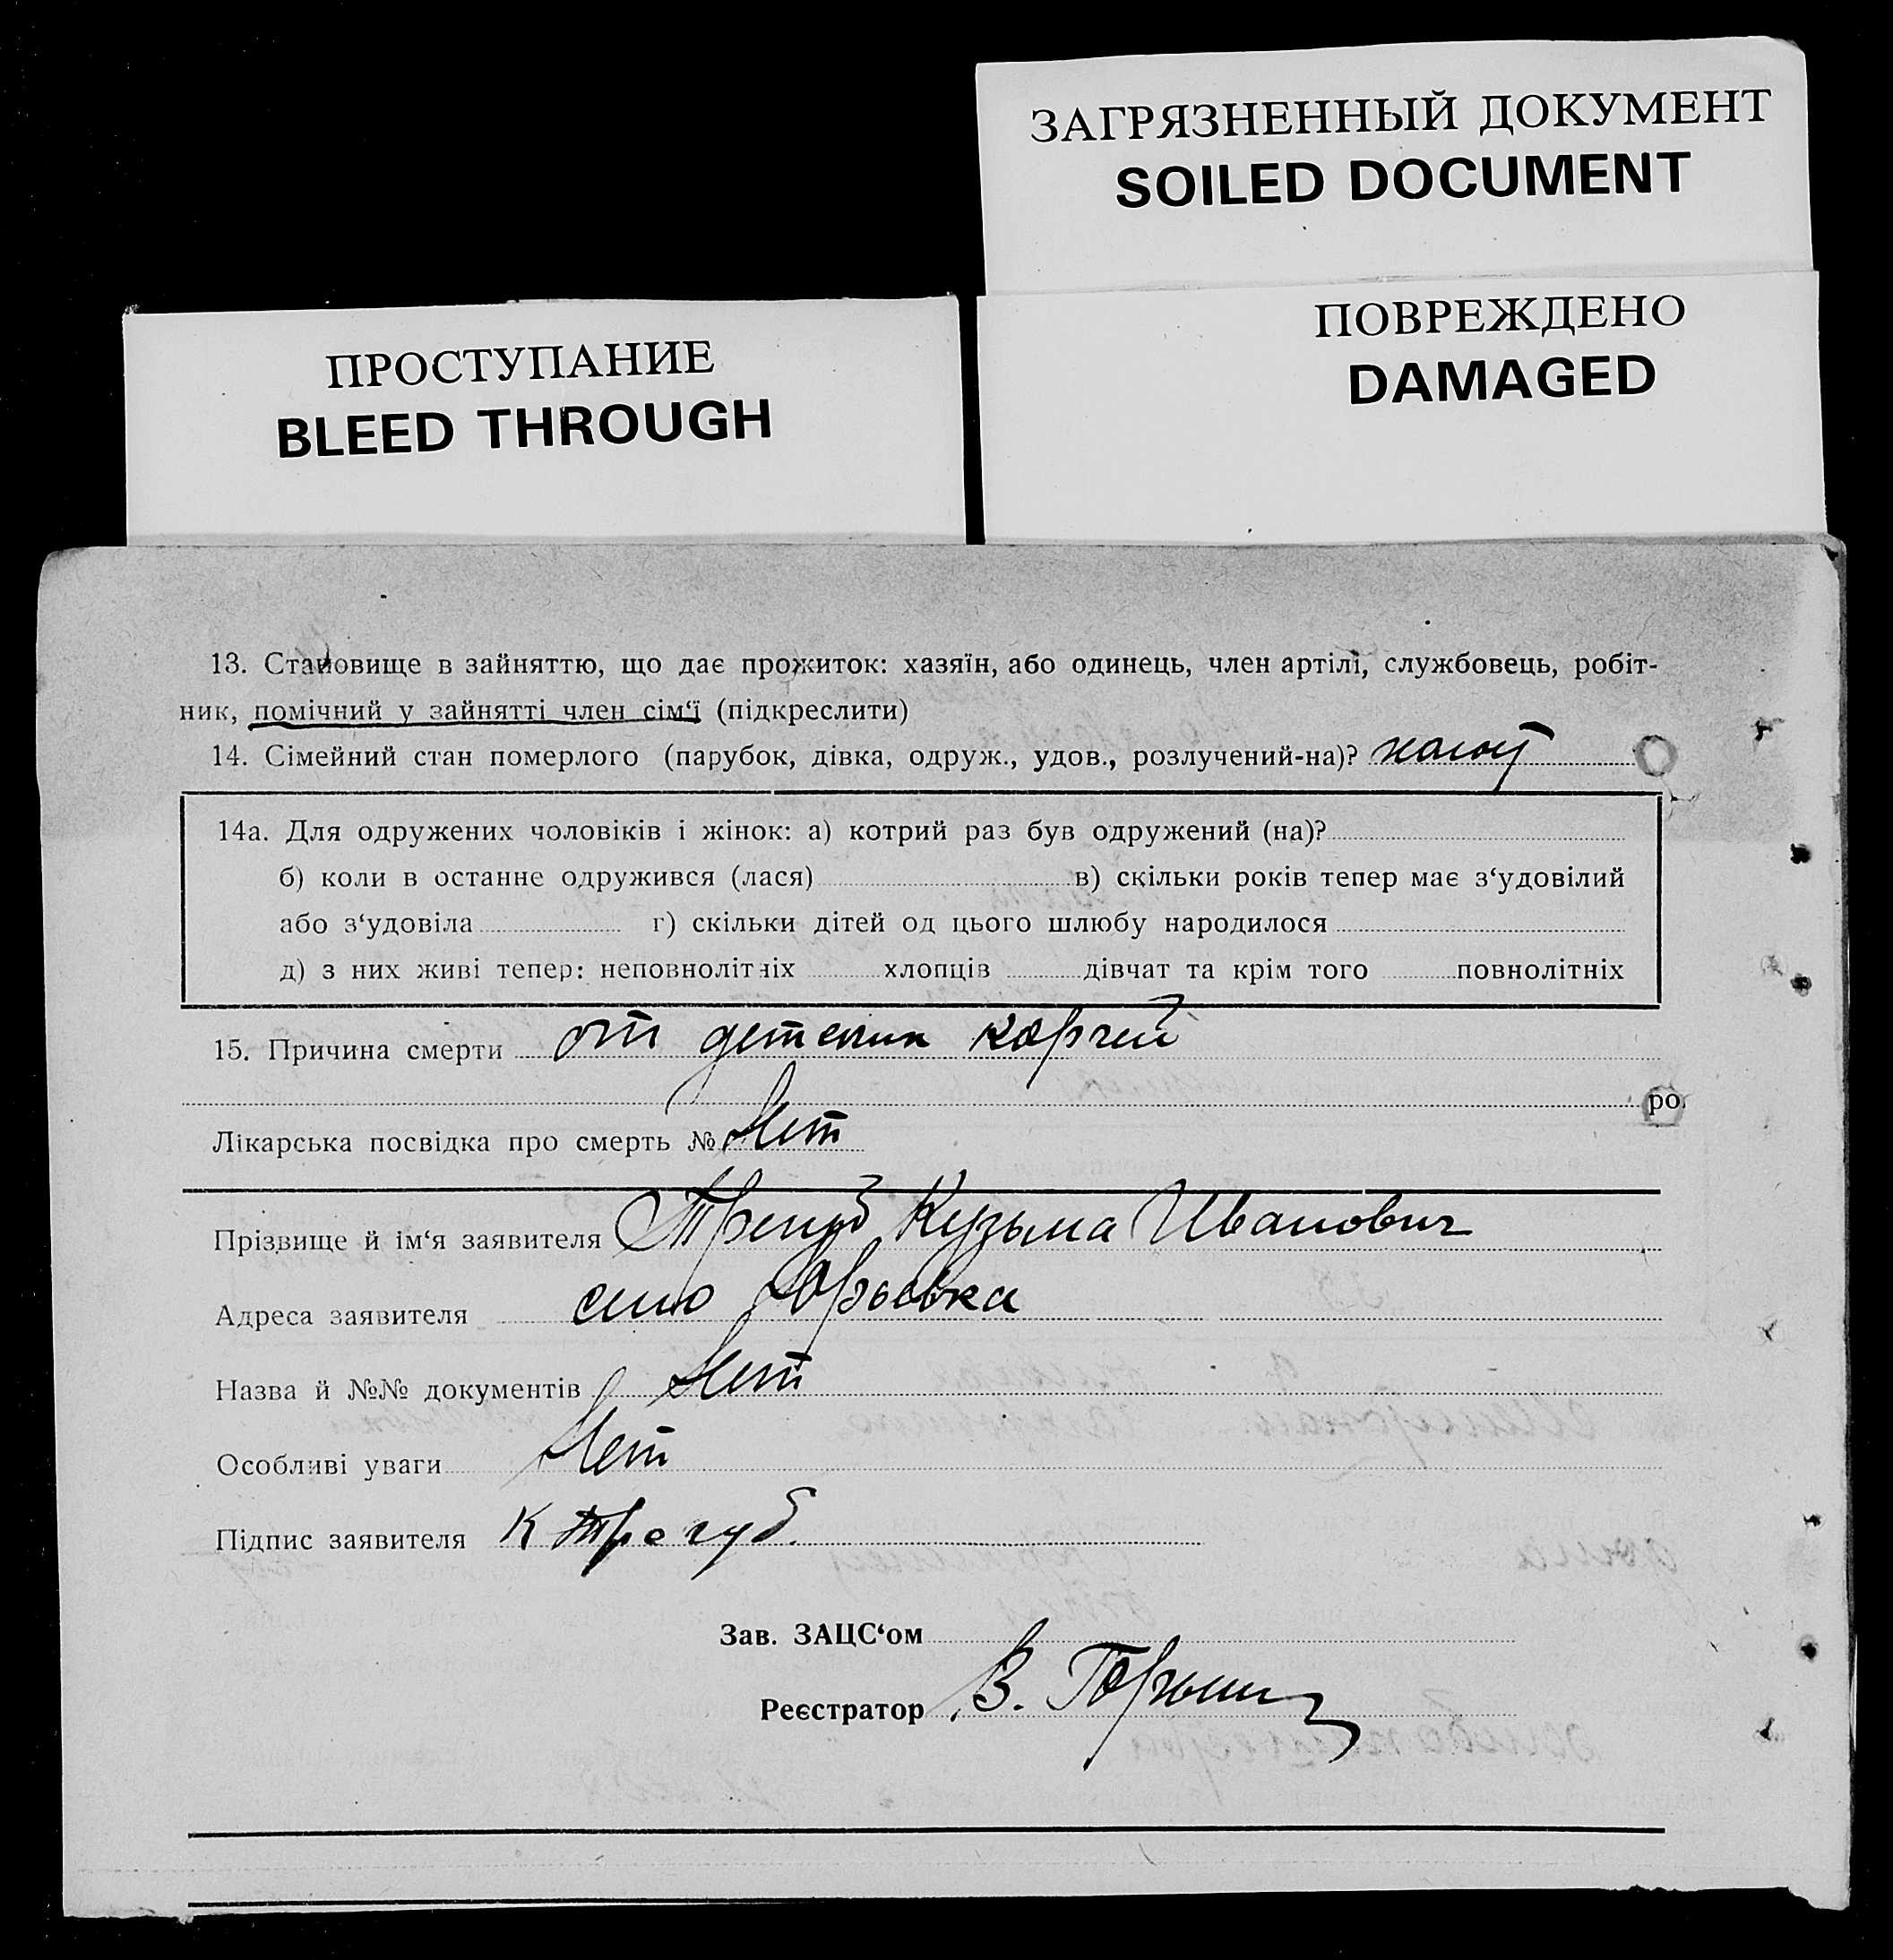 ЗАГРЯЗНЕННЫЙ ДОКУМЕНТ
SOILED DOCUMENT
ПРОСТУПАНИЕ
BLEED THROUGH
ПОВРЕЖДЕНО
DAMAGED
13. Становище в зайняттю, що дає прожиток: хазяїн, або одинець, член артілі, службовець, робіт-
ник, помічний у зайнятті член сім‘ї (підкреслити)
14. Сімейний стан померлого (парубок, дівка, одруж., удов., розлучений-на)?
14а. Для одружених чоловіків і жінок: а) котрий раз був одружений (на)?
б) коли в останне одружився (лася) в) скільки років тепер має з‘удовілий
або з‘удовіла г) скільки дітей од цього шлюбу народилося
д) з них живі тепер: неповнолітніх хлопців дівчат та крім того повнолітніх
15. Причина смерти от детских корчей
ро.
Лікарська посвідка про смерть № Нет
Прізвище й ім‘я заявителя Трегуб Кузьма Иванович
Адреса заявителя село Юрьевка
Назва й №№ документів Нет
Особливі уваги Нет
Підпис заявителя К Трегуб
Зав. ЗАЦС‘ом
Реєстратор В.